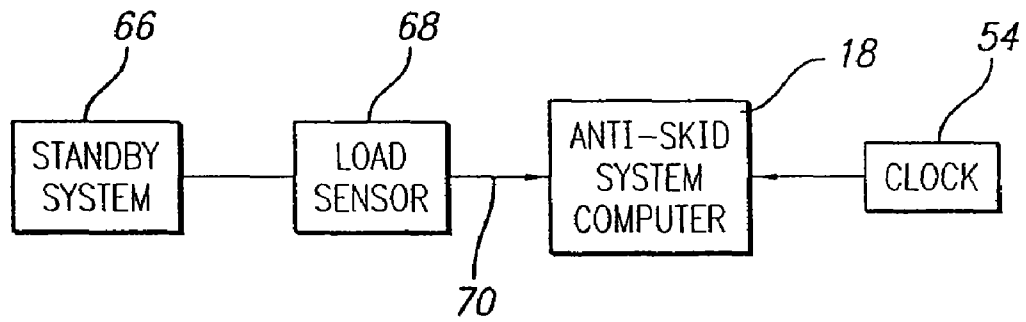 66
68
18
54
STANDBY
SYSTEM
LOAD
SENSOR
ANTI-SKID
SYSTEM
COMPUTER
CLOCK
70